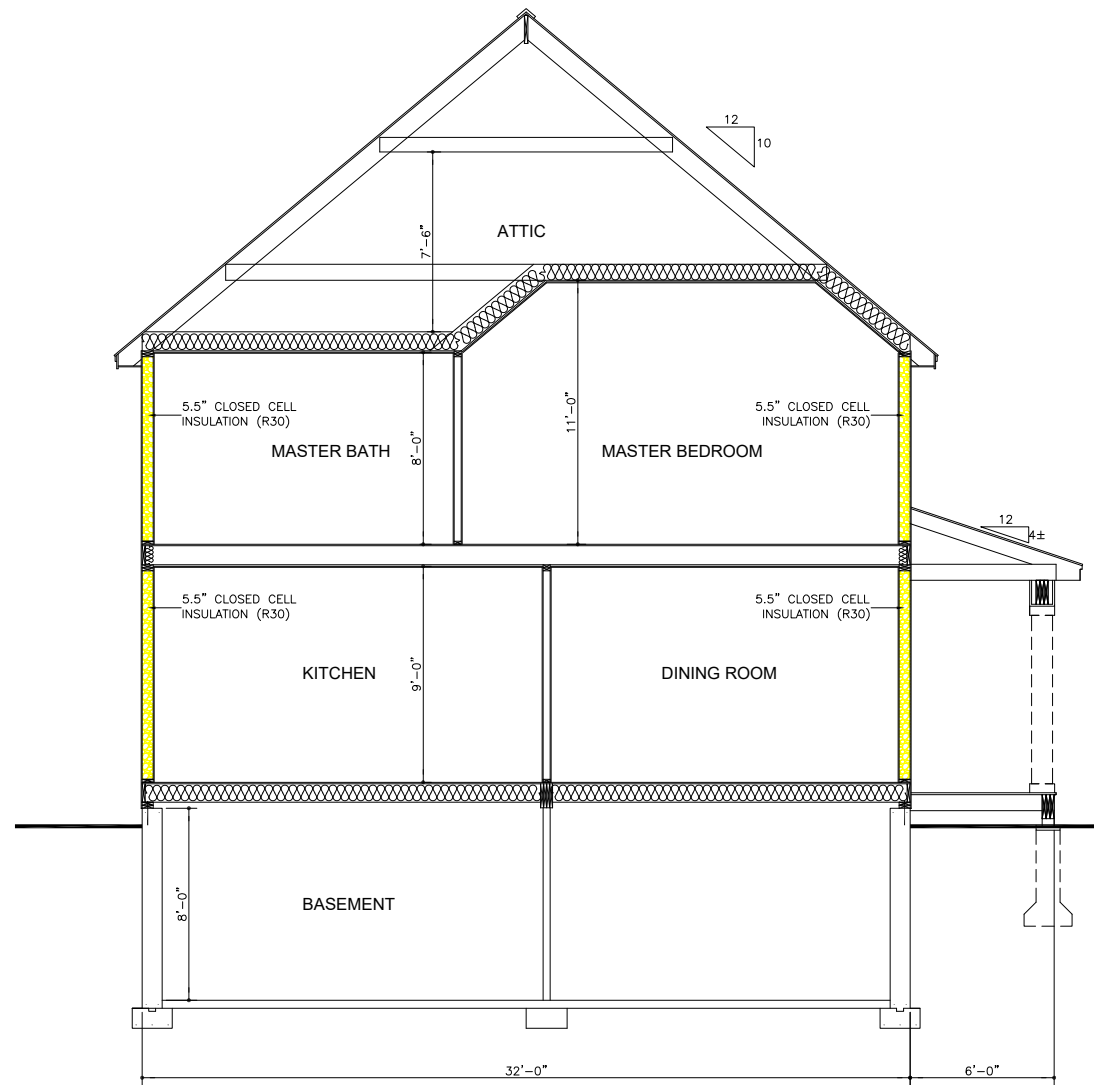 12
10
ATTIC
7'-6"
5.5" CLOSED CELL
INSULATION (R30)
5.5" CLOSED CELL
INSULATION (R30)
11'-0"
MASTER BATH
8'-0"
MASTER BEDROOM
12
4±
5.5" CLOSED CELL
INSULATION (R30)
5.5" CLOSED CELL
INSULATION (R30)
KITCHEN
9'-0"
DINING ROOM
8'-0"
BASEMENT
32'-0"
6'-0"